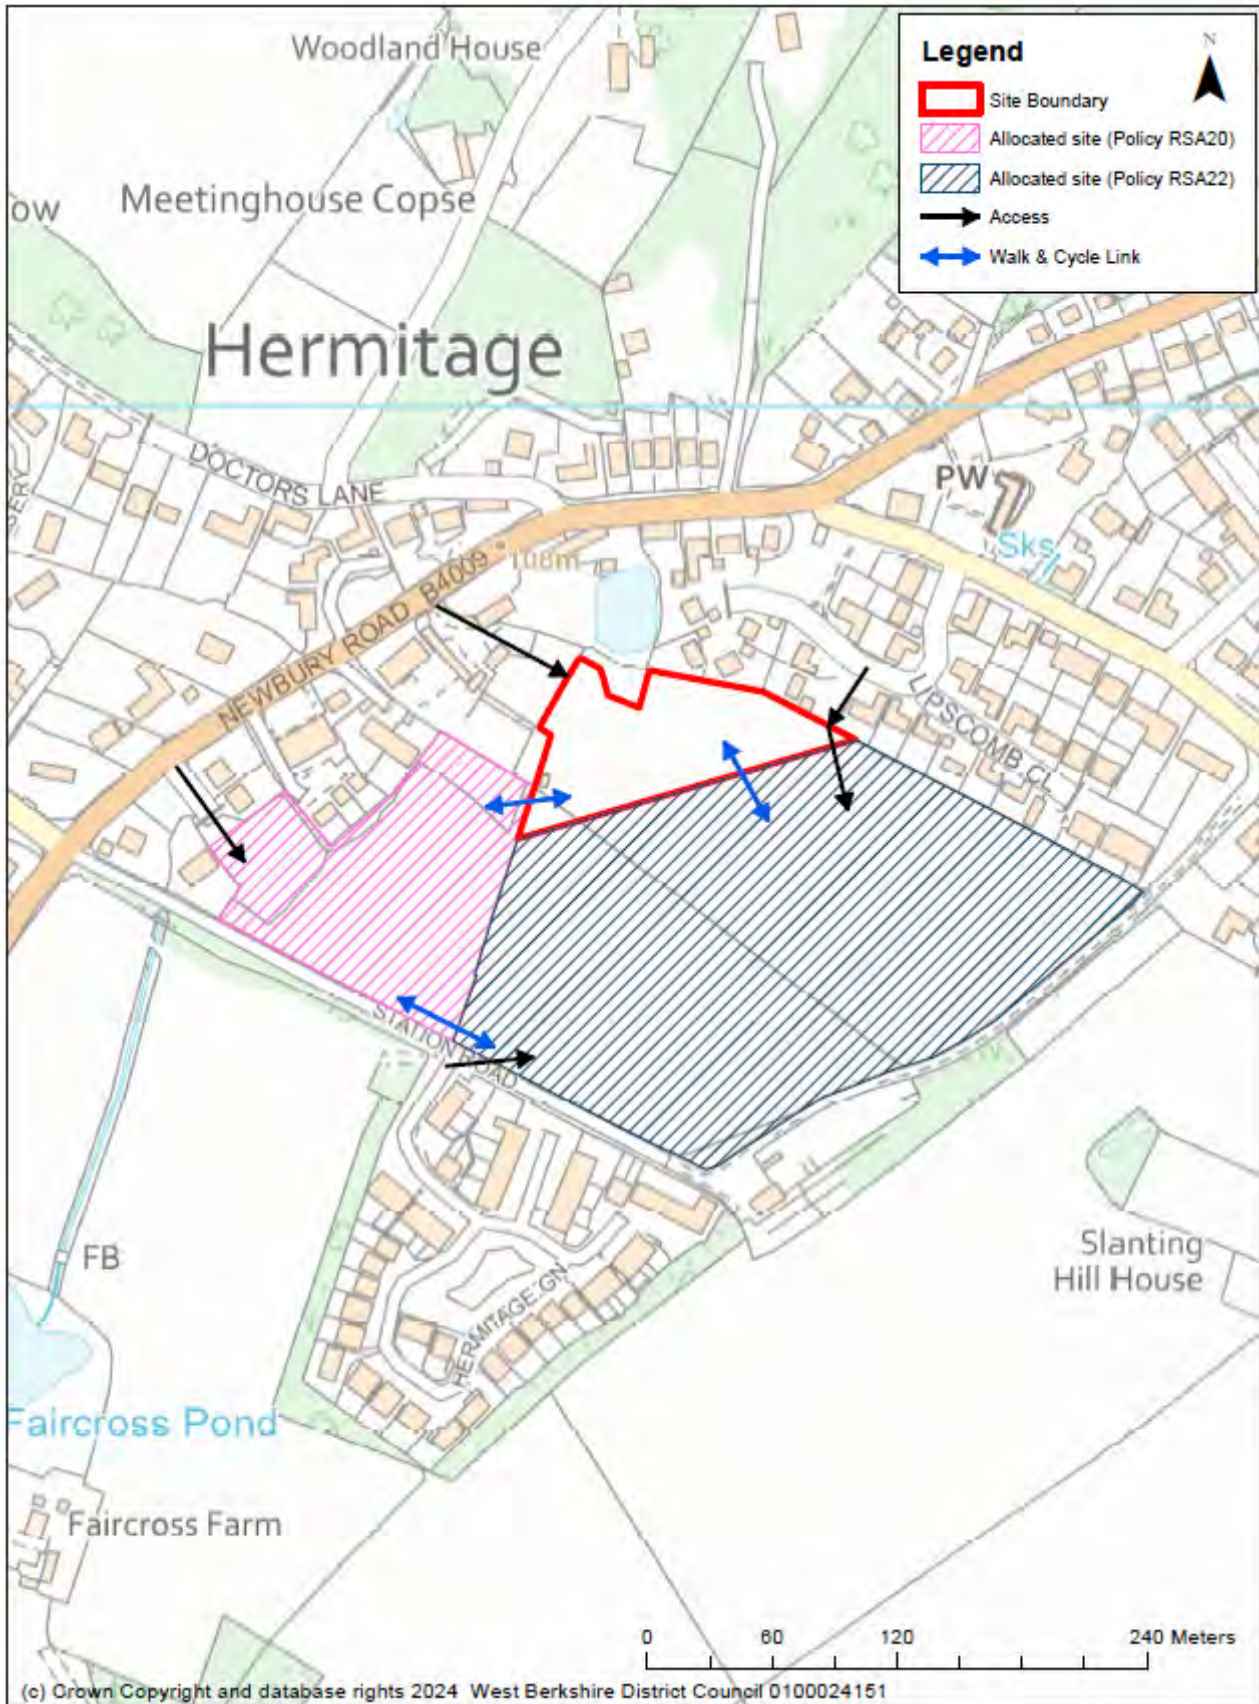 Woodland House
Legend
N
Site Boundary
Allocated site (Policy RSA20)
Allocated site (Policy RSA22)
Access
Walk & Cycle Link
ow
Meetinghouse Copse
Hermitage
DOCTORS LANE
PW
Sks
108m
NEWBURY ROAD B4009
LIPSCOMB CL
STATION ROAD
Slanting
Hill House
FB
HERMITAGE GN
Faircross Pond
Faircross Farm
0 60 120 240 Meters
(c) Crown Copyright and database rights 2024 West Berkshire District Council 0100024151